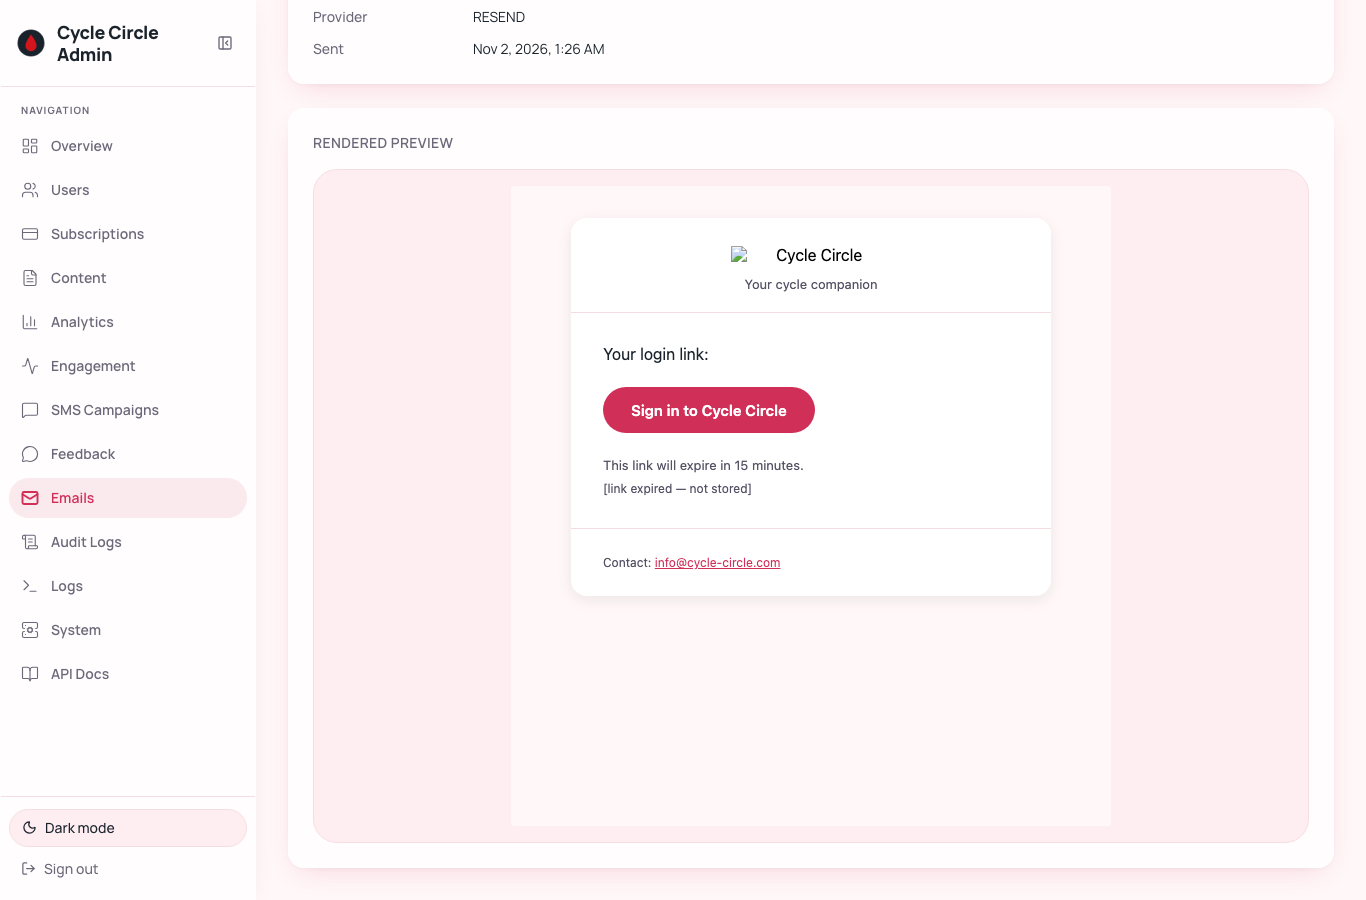 Cycle Circle
Admin
NAVIGATION
Overview
Users
Subscriptions
Content
Analytics
Engagement
SMS Campaigns
Feedback
Emails
Audit Logs
Logs
System
API Docs
Dark mode
Sign out
Provider RESEND
Sent Nov 2, 2026, 1:26 AM
RENDERED PREVIEW
Cycle Circle
Your cycle companion
Your login link:
Sign in to Cycle Circle
This link will expire in 15 minutes.
[link expired — not stored]
Contact: info@cycle-circle.com